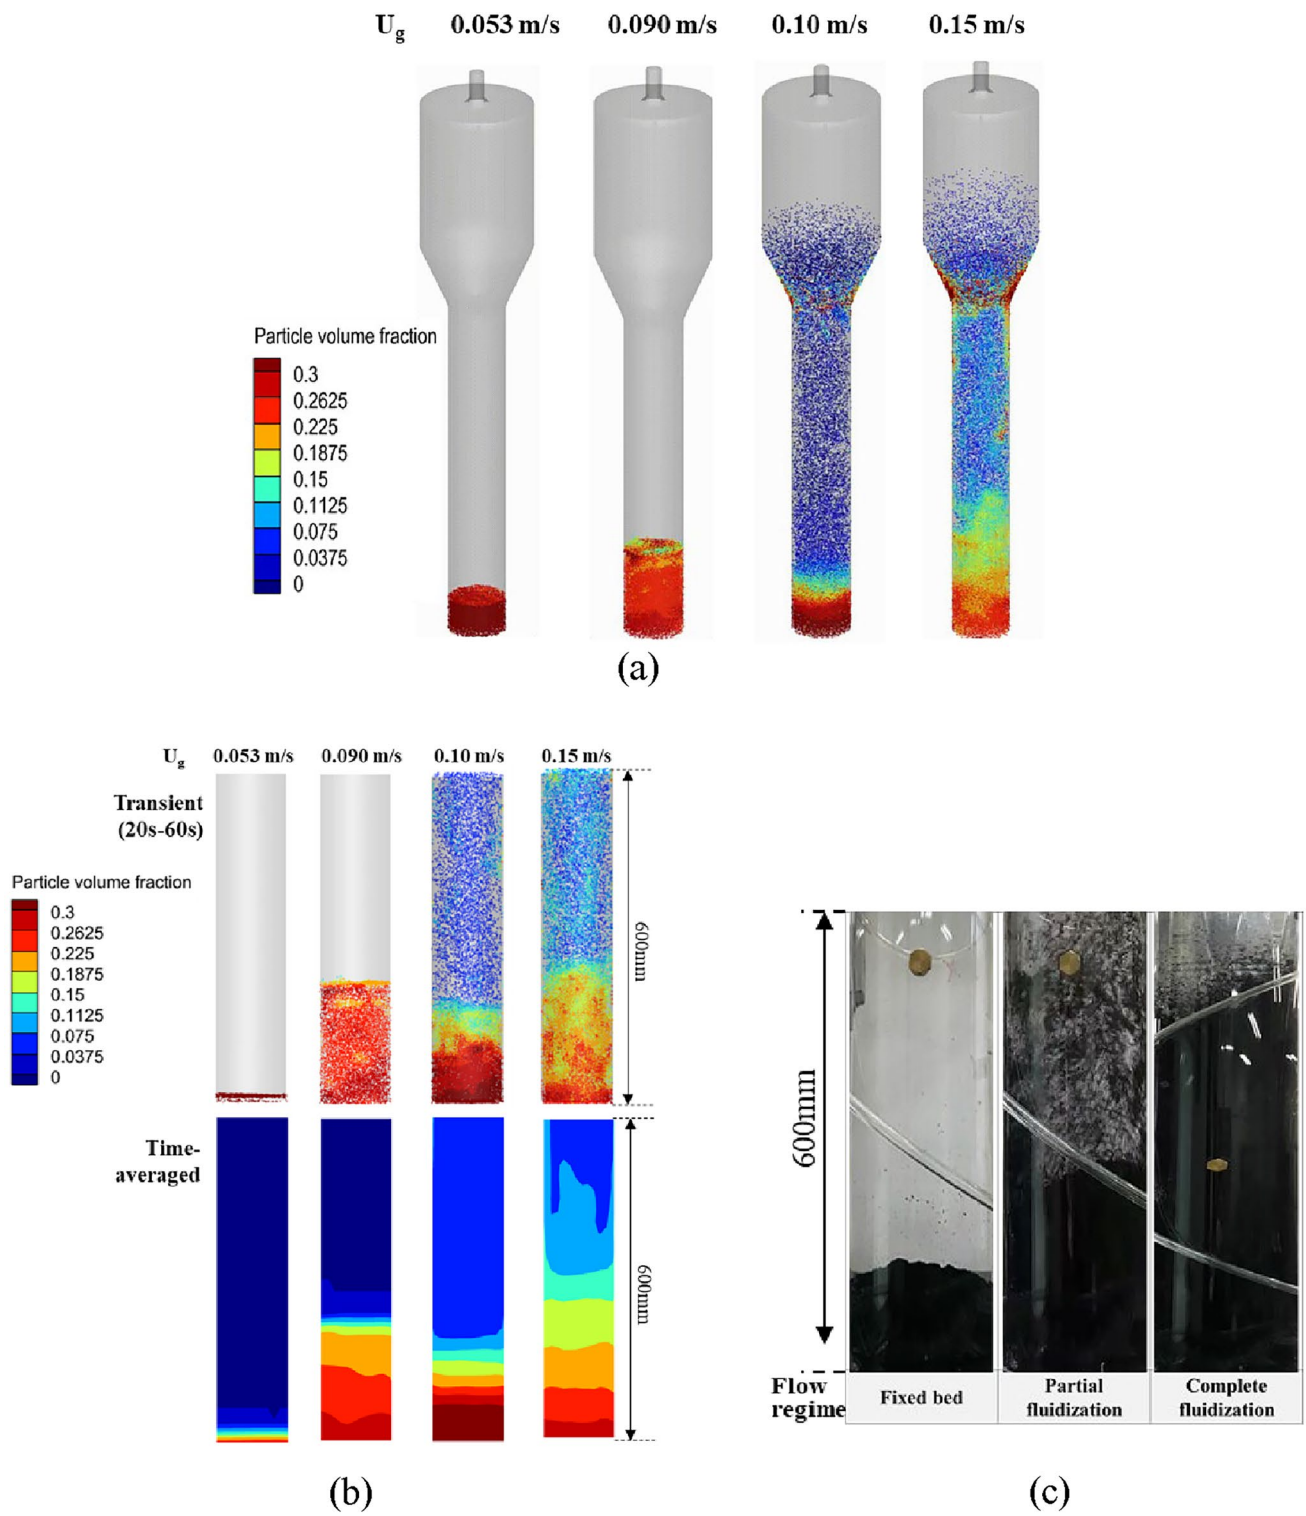 Ug 0.053 m/s 0.090 m/s 0.10 m/s 0.15 m/s
Particle volume fraction
0.3
0.2625
0.225
0.1875
0.15
0.1125
0.075
0.0375
0
(a)
Ug 0.053 m/s 0.090 m/s 0.10 m/s 0.15 m/s
Transient
(20s-60s)
Particle volume fraction
0.3
0.2625
0.225
0.1875
0.15
0.1125
0.075
0.0375
0
600mm
Time-
averaged
600mm
(b)
600mm
Flow
regime
Fixed bed
Partial
fluidization
Complete
fluidization
(c)